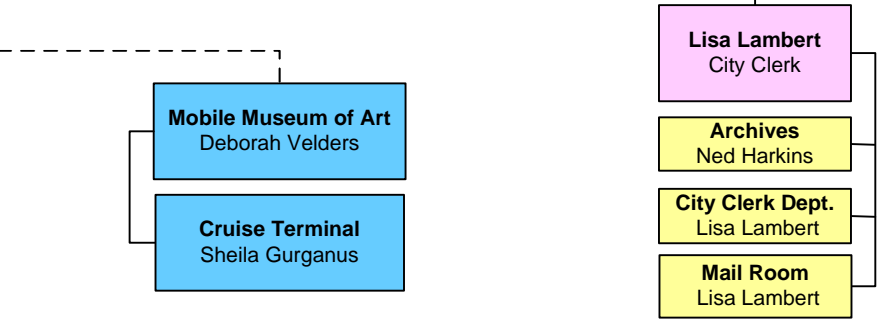 Mobile Museum of Art
Deborah Velders
Cruise Terminal
Sheila Gurganus
Lisa Lambert
City Clerk
Archives
Ned Harkins
City Clerk Dept.
Lisa Lambert
Mail Room
Lisa Lambert